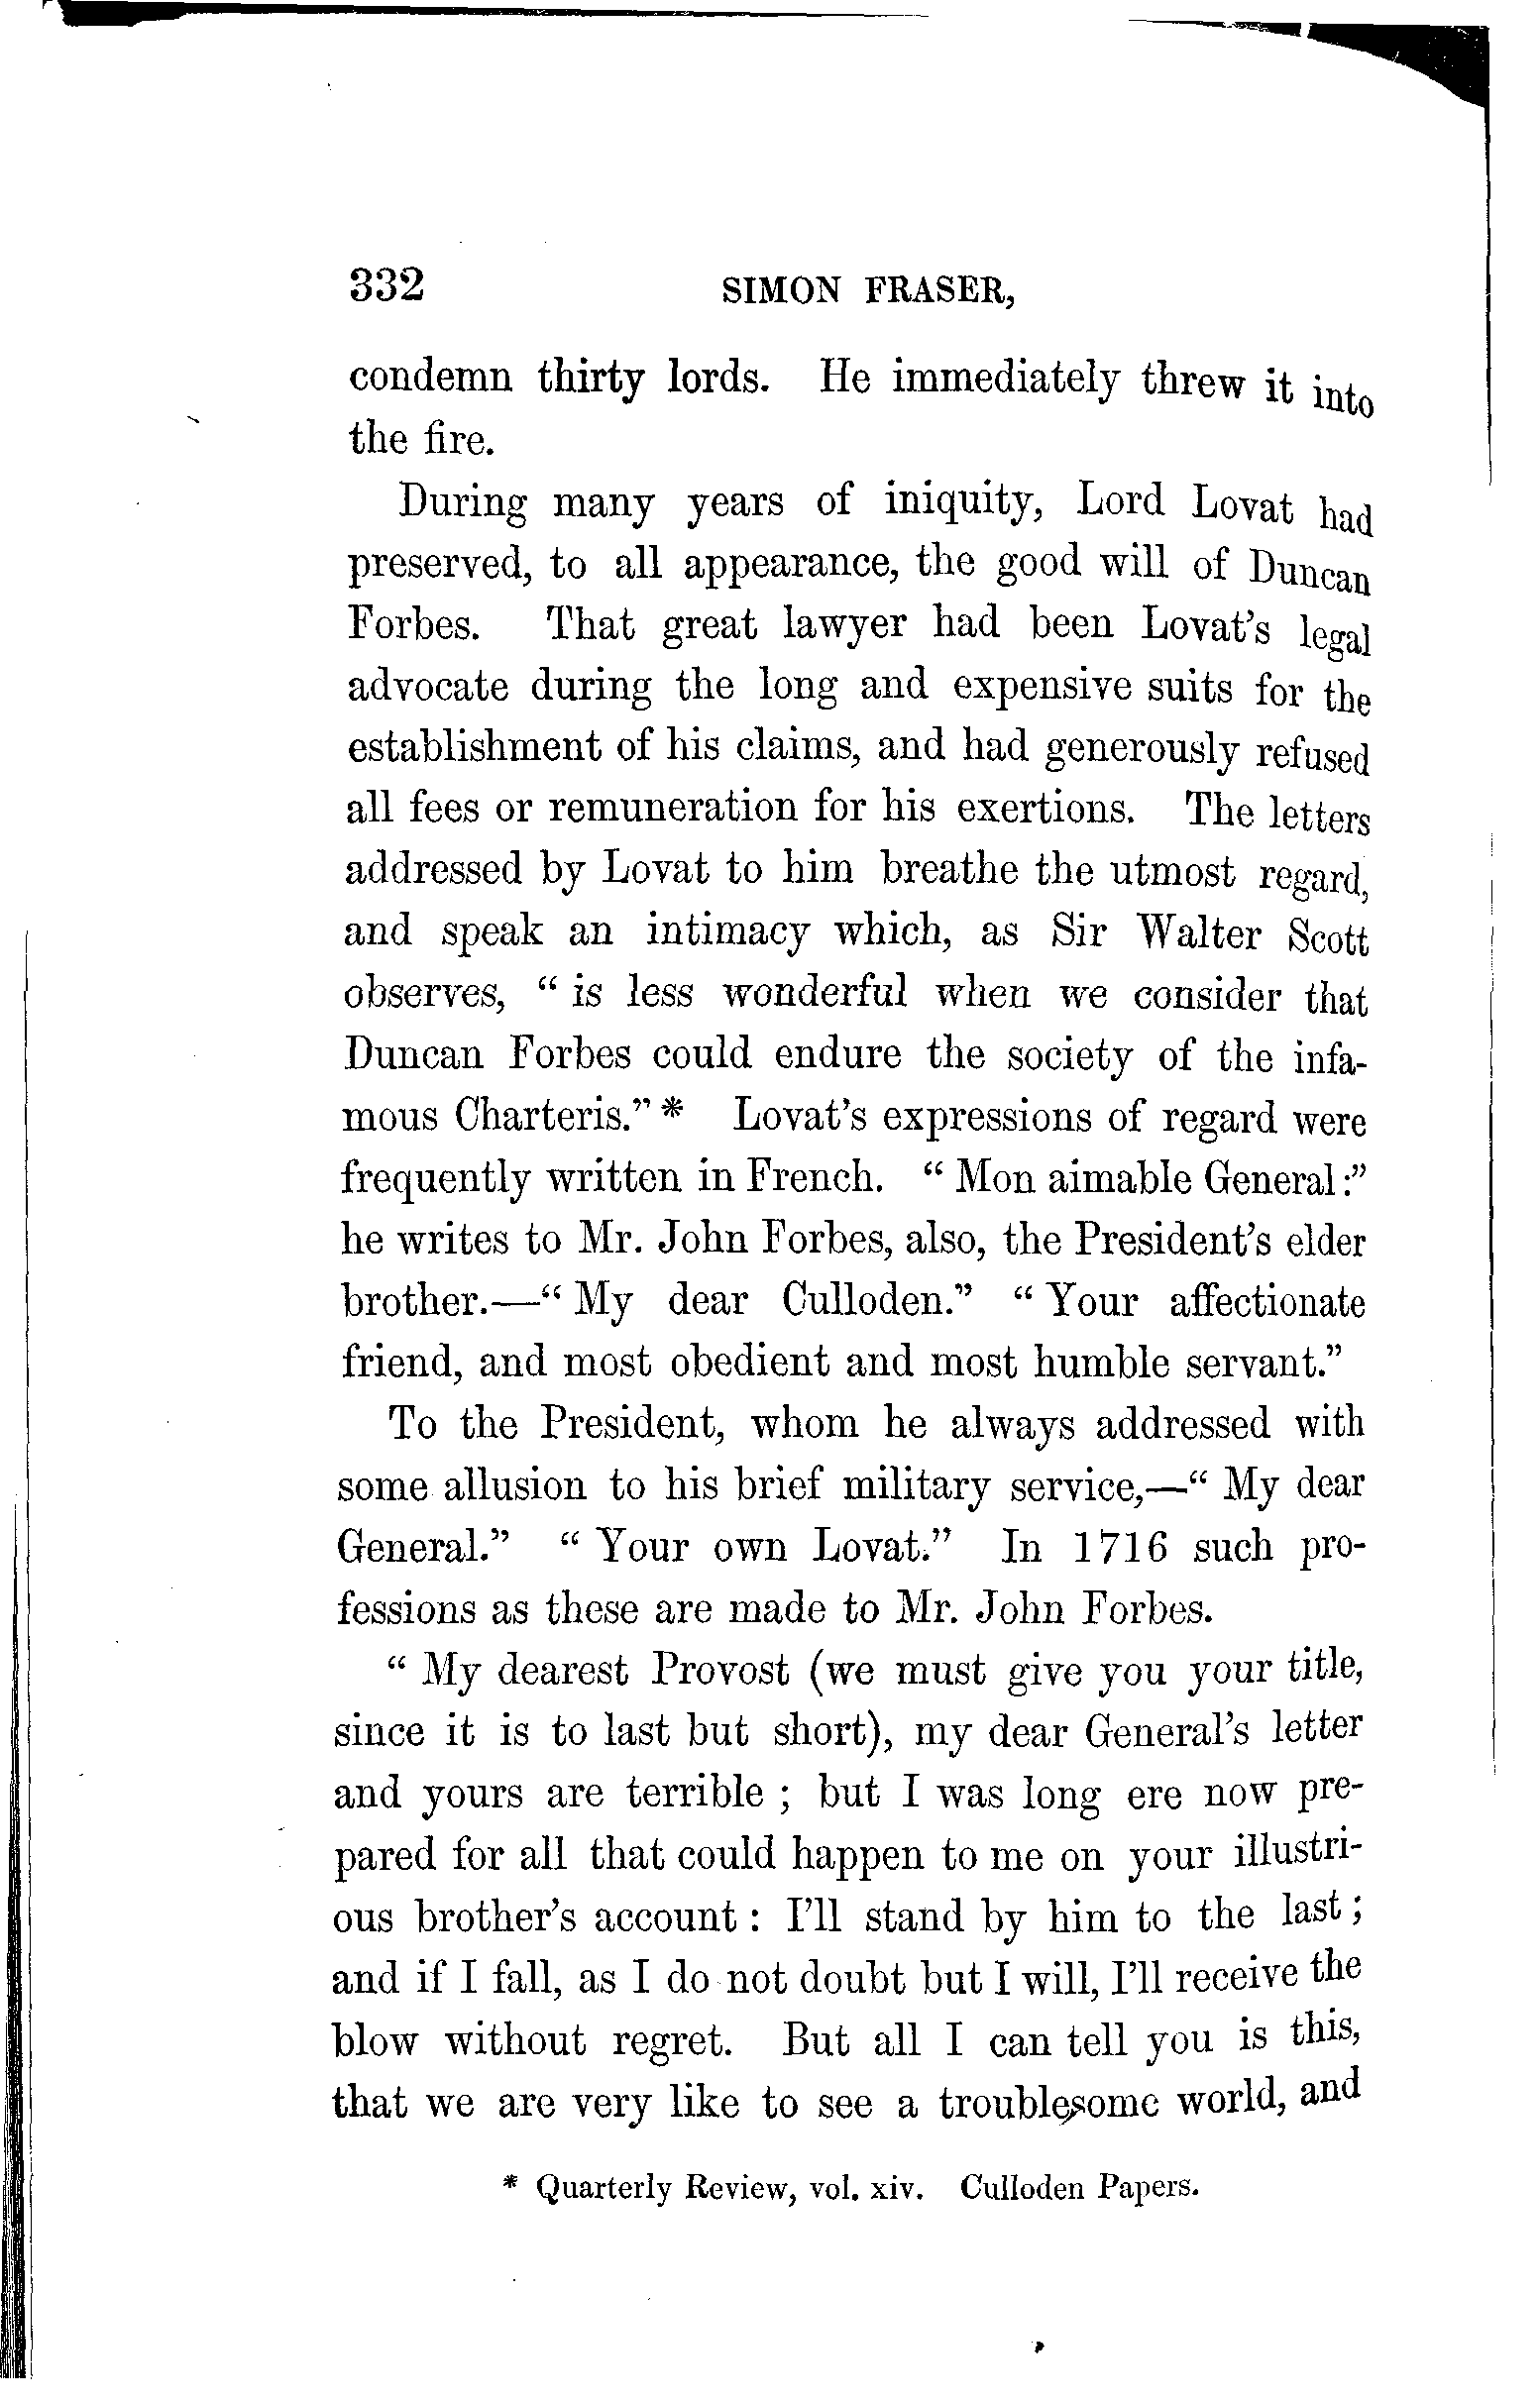 332 SIMON FRASER,
condemn thirty lords. He immediately threw it into
the fire.
During many years of iniquity, Lord Lovat had
preserved, to all appearance, the good will of Duncan
Forbes. That great lawyer had been Lovat's legal
advocate during the long and expensive suits for the
establishment of his claims, and had generously refused
all fees or remuneration for his exertions. The letters
addressed by Lovat to him breathe the utmost regard,
and speak an intimacy which, as Sir Walter Scott
observes, “ is less wonderful when we consider that
Duncan Forbes could endure the society of the infa-
mous Charteris.” * Lovat's expressions of regard were
frequently written in French. “ Mon aimable General :”
he writes to Mr. John Forbes, also, the President's elder
brother.—“ My dear Culloden.” “ Your affectionate
friend, and most obedient and most humble servant.”
To the President, whom he always addressed with
some allusion to his brief military service,—“ My dear
General.” “ Your own Lovat.” In 1716 such pro-
fessions as these are made to Mr. John Forbes.
“ My dearest Provost (we must give you your title,
since it is to last but short), my dear General's letter
and yours are terrible ; but I was long ere now pre-
pared for all that could happen to me on your illustri-
ous brother's account : I'll stand by him to the last ;
and if I fall, as I do not doubt but I will, I'll receive the
blow without regret. But all I can tell you is this,
that we are very like to see a troublesome world, and
* Quarterly Review, vol. xiv. Culloden Papers.